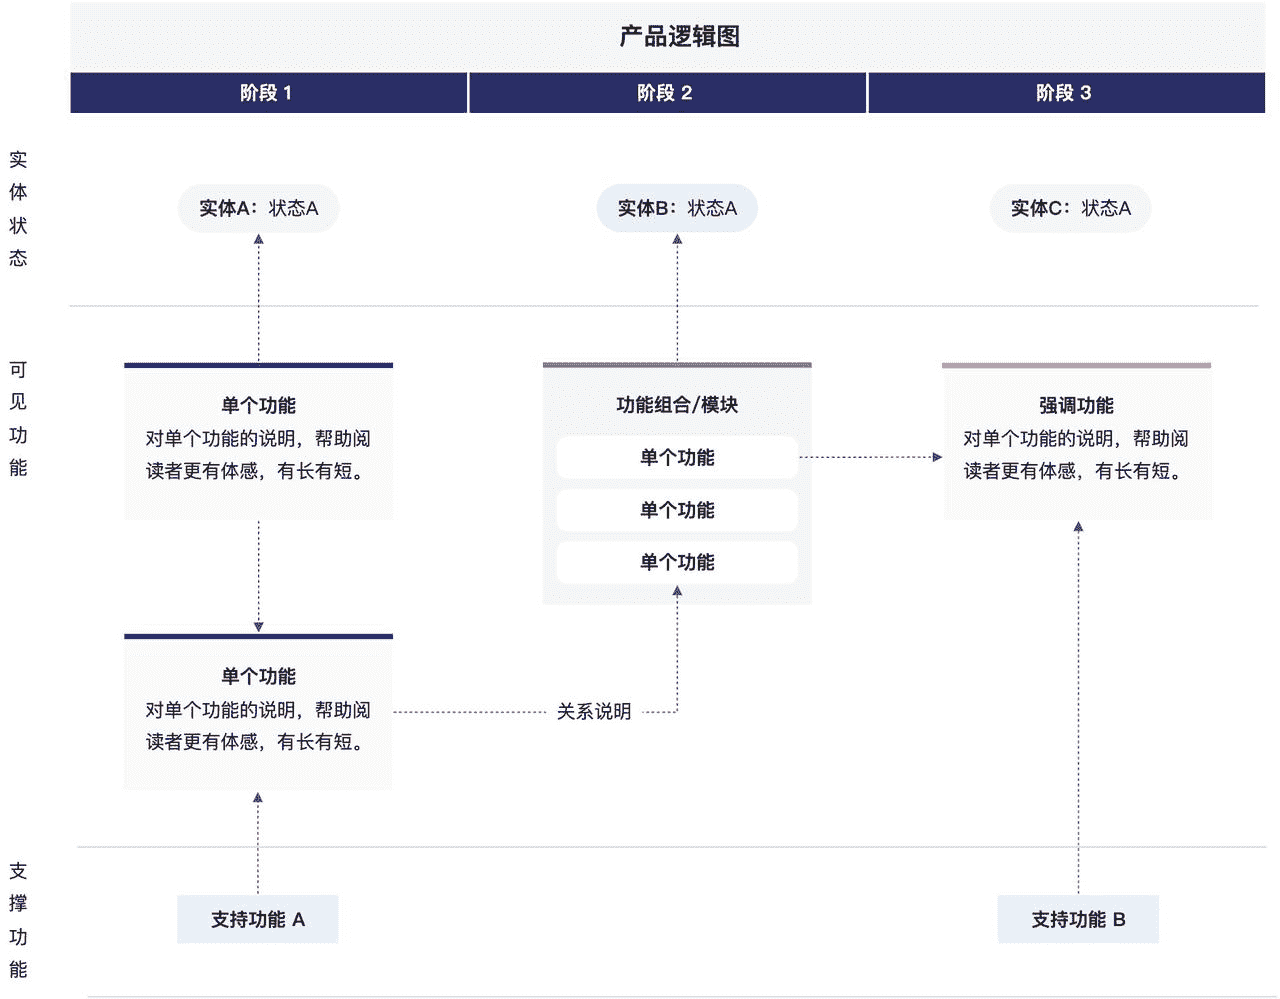 产品逻辑图
阶段 1
阶段 2
阶段 3
实体状态
实体A：状态A
实体B：状态A
实体C：状态A
可见功能
单个功能
对单个功能的说明，帮助阅
读者更有体感，有长有短。
功能组合/模块
单个功能
单个功能
单个功能
强调功能
对单个功能的说明，帮助阅
读者更有体感，有长有短。
单个功能
对单个功能的说明，帮助阅
读者更有体感，有长有短。
关系说明
支撑功能
支持功能 A
支持功能 B